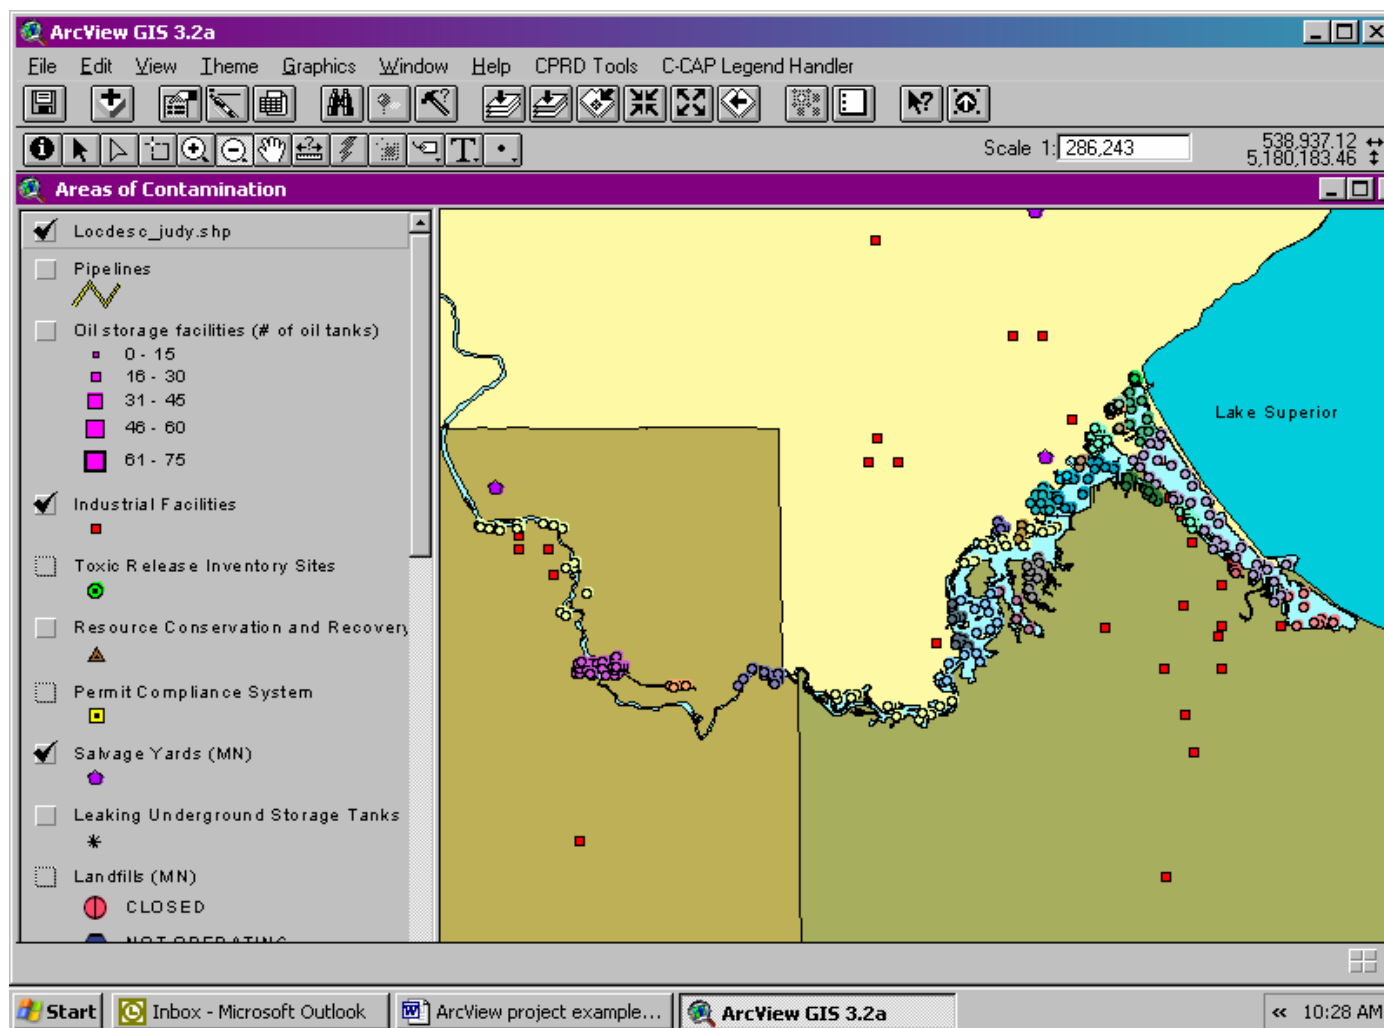 ArcView GIS 3.2a
File Edit View Theme Graphics Window Help CPRD Tools C-CAP Legend Handler
Scale 1: 286,243
538,937.12
5,180,183.46
Areas of Contamination
Locdesc_judy.shp
Pipelines
Oil storage facilities (# of oil tanks)
0 - 15
16 - 30
31 - 45
46 - 60
61 - 75
Industrial Facilities
Toxic Release Inventory Sites
Resource Conservation and Recovery
Permit Compliance System
Salvage Yards (MN)
Leaking Underground Storage Tanks
Landfills (MN)
CLOSED
NOT OPERATING
Lake Superior
Start Inbox - Microsoft Outlook ArcView project example... ArcView GIS 3.2a « 10:28 AM